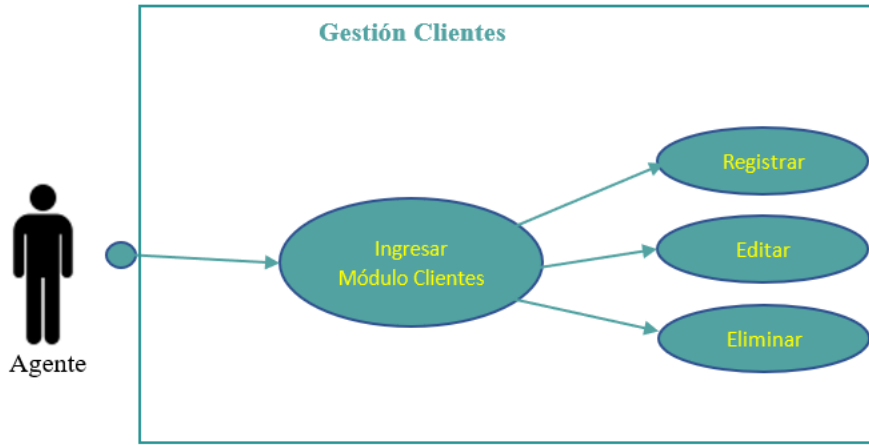 Gestión Clientes
Registrar
Ingresar
Módulo Clientes
Editar
Eliminar
Agente